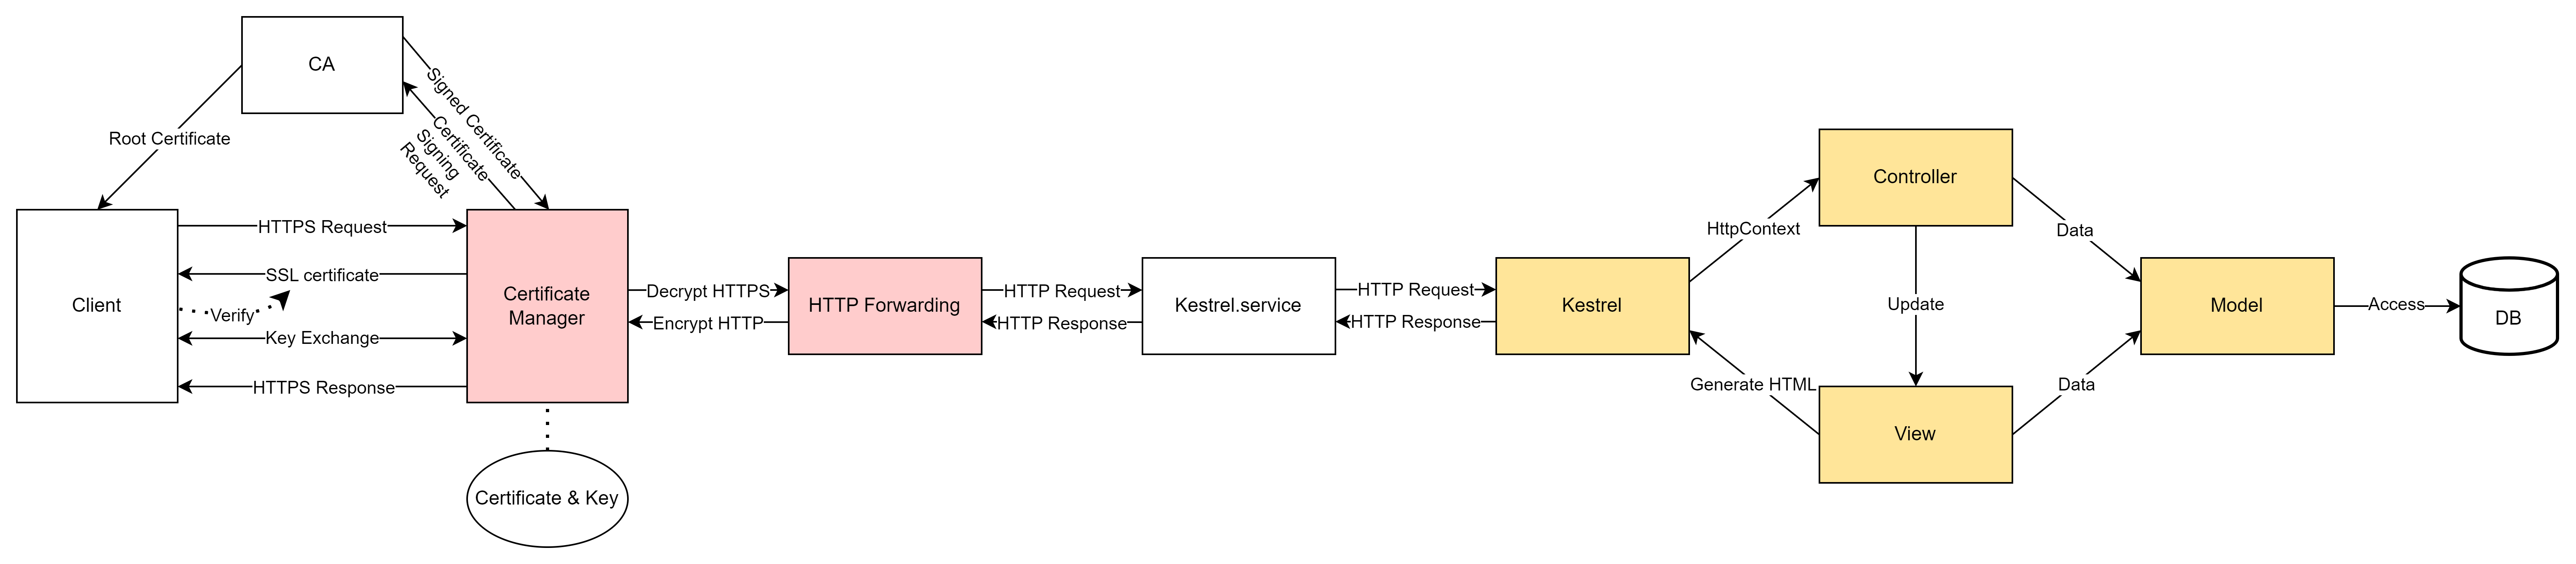 CA
Signed Certificate
Certificate
Signing
Request
Root Certificate
Client
HTTPS Request
SSL certificate
Verify
Key Exchange
HTTPS Response
Certificate
Manager
Certificate & Key
Decrypt HTTPS
Encrypt HTTP
HTTP Forwarding
HTTP Request
HTTP Response
Kestrel.service
HTTP Request
HTTP Response
Kestrel
HttpContext
Generate HTML
Controller
Update
View
Data
Data
Model
Access
DB